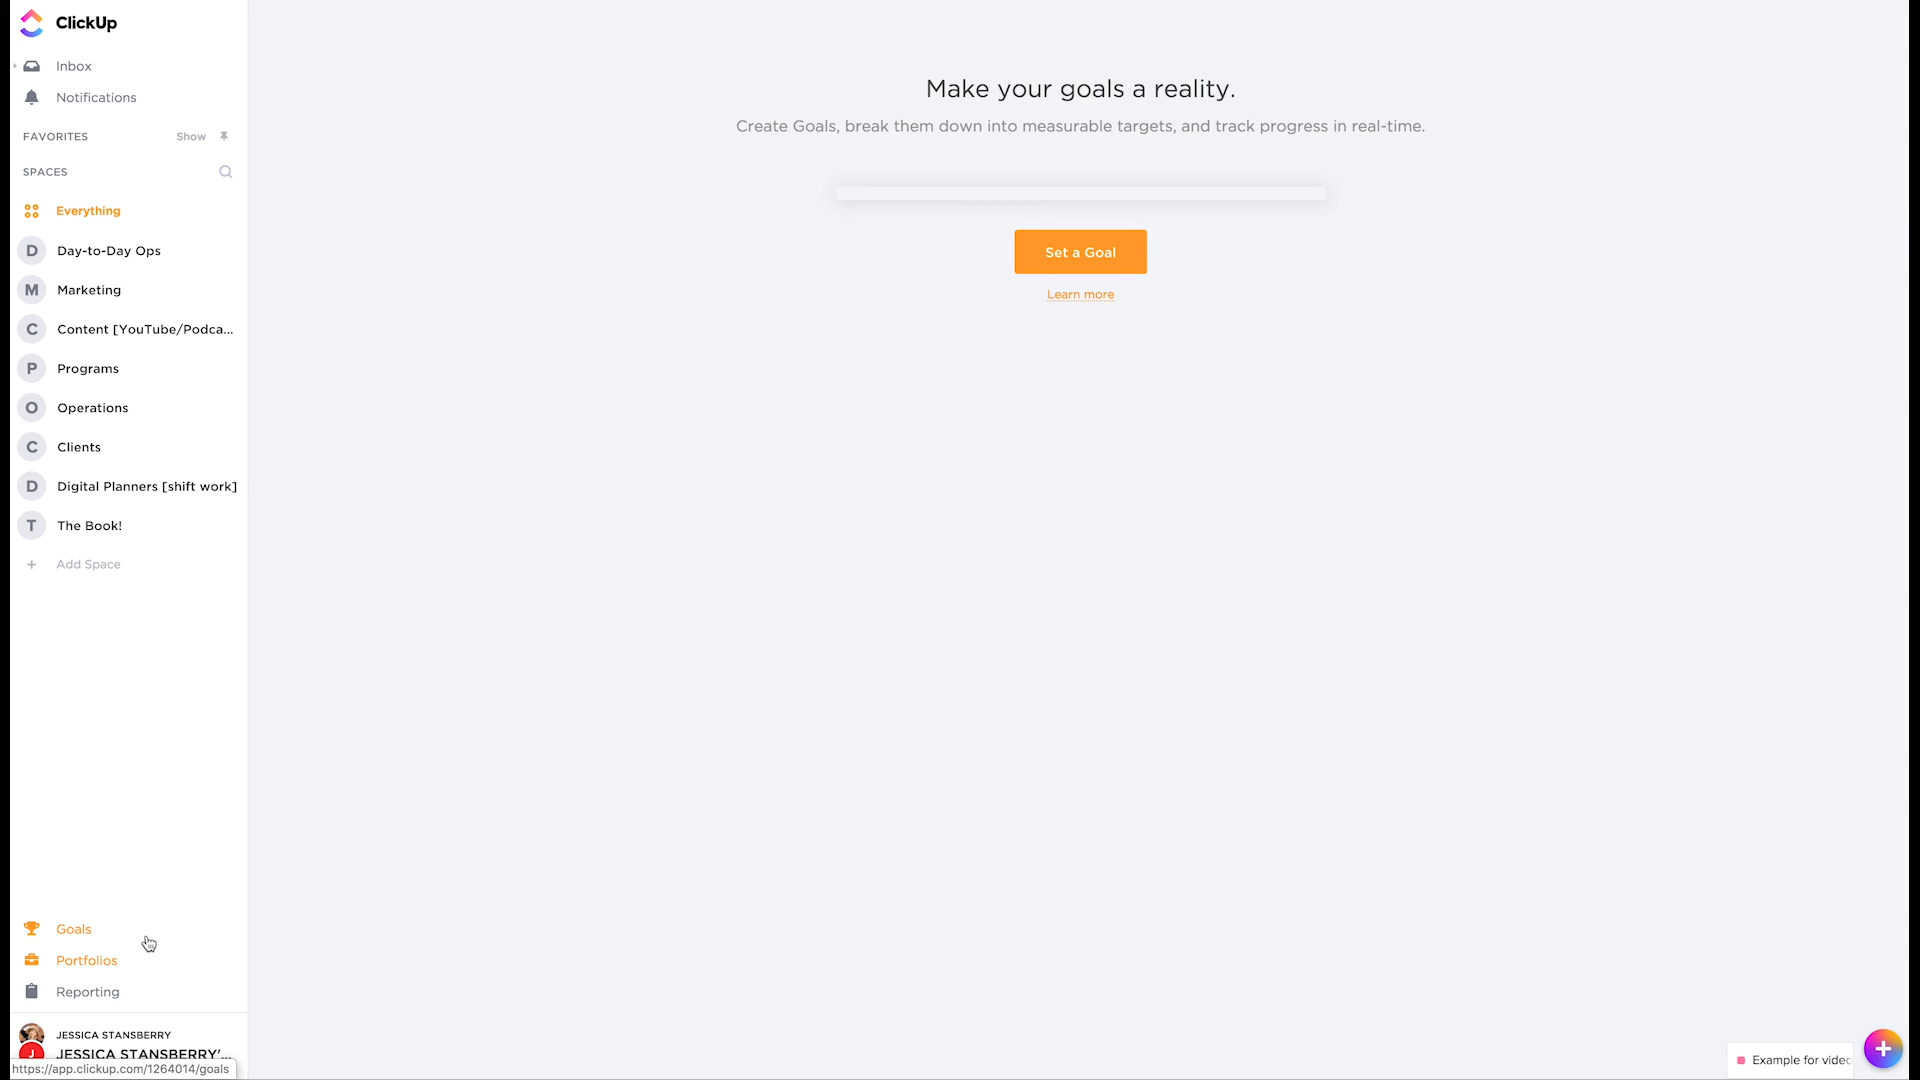 ClickUp
Inbox
Notifications
FAVORITES Show
SPACES
Everything
D Day-to-Day Ops
M Marketing
C Content [YouTube/Podca...
P Programs
O Operations
C Clients
D Digital Planners [shift work]
T The Book!
+ Add Space
Goals
Portfolios
Reporting
JESSICA STANSBERRY
J JESSICA STANSBERRY'...
https://app.clickup.com/1264014/goals
Make your goals a reality.
Create Goals, break them down into measurable targets, and track progress in real-time.
Set a Goal
Learn more
Example for video
+